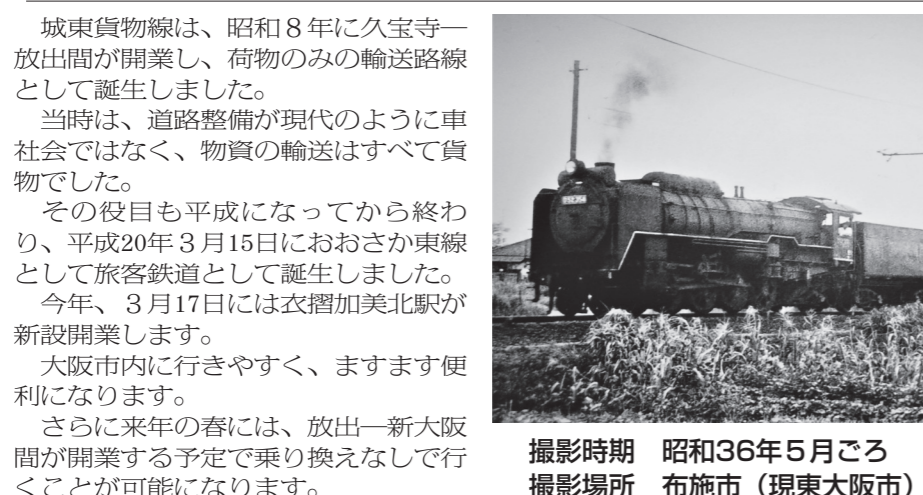 城東貨物線は、昭和８年に久宝寺―
放出間が開業し、荷物のみの輸送路線
として誕生しました。
　当時は、道路整備が現代のように車
社会ではなく、物資の輸送はすべて貨
物でした。
　その役目も平成になってから終わ
り、平成20年３月15日におおさか東線
として旅客鉄道として誕生しました。
　今年、３月17日には衣摺加美北駅が
新設開業します。
　大阪市内に行きやすく、ますます便
利になります。
　さらに来年の春には、放出―新大阪
間が開業する予定で乗り換えなしで行
くことが可能になります。
撮影時期　昭和36年５月ごろ
撮影場所　布施市（現東大阪市）